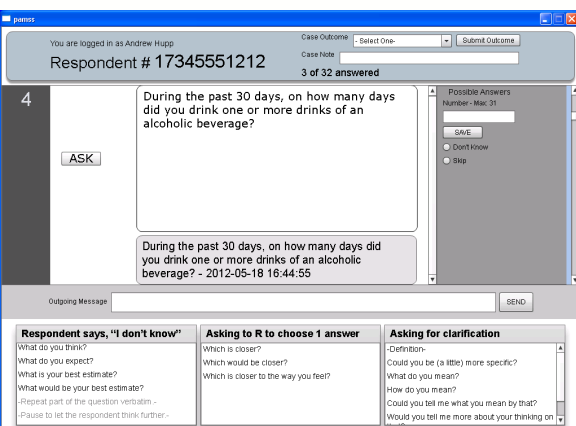 pamss
You are logged in as Andrew Hupp
Respondent # 17345551212
Case Outcome
- Select One-
Submit Outcome
Case Note
3 of 32 answered
4
ASK
During the past 30 days, on how many days
did you drink one or more drinks of an
alcoholic beverage?
During the past 30 days, on how many days did
you drink one or more drinks of an alcoholic
beverage? - 2012-05-18 16:44:55
Possible Answers
Number - Max: 31
SAVE
Don't Know
Skip
Outgoing Message
SEND
Respondent says, "I don't know"
What do you think?
What do you expect?
What is your best estimate?
What would be your best estimate?
-Repeat part of the question verbatim.-
-Pause to let the respondent think further.-
Asking to R to choose 1 answer
Which is closer?
Which would be closer?
Which is closer to the way you feel?
Asking for clarification
-Definition-
Could you be (a little) more specific?
What do you mean?
How do you mean?
Could you tell me what you mean by that?
Would you tell me more about your thinking on